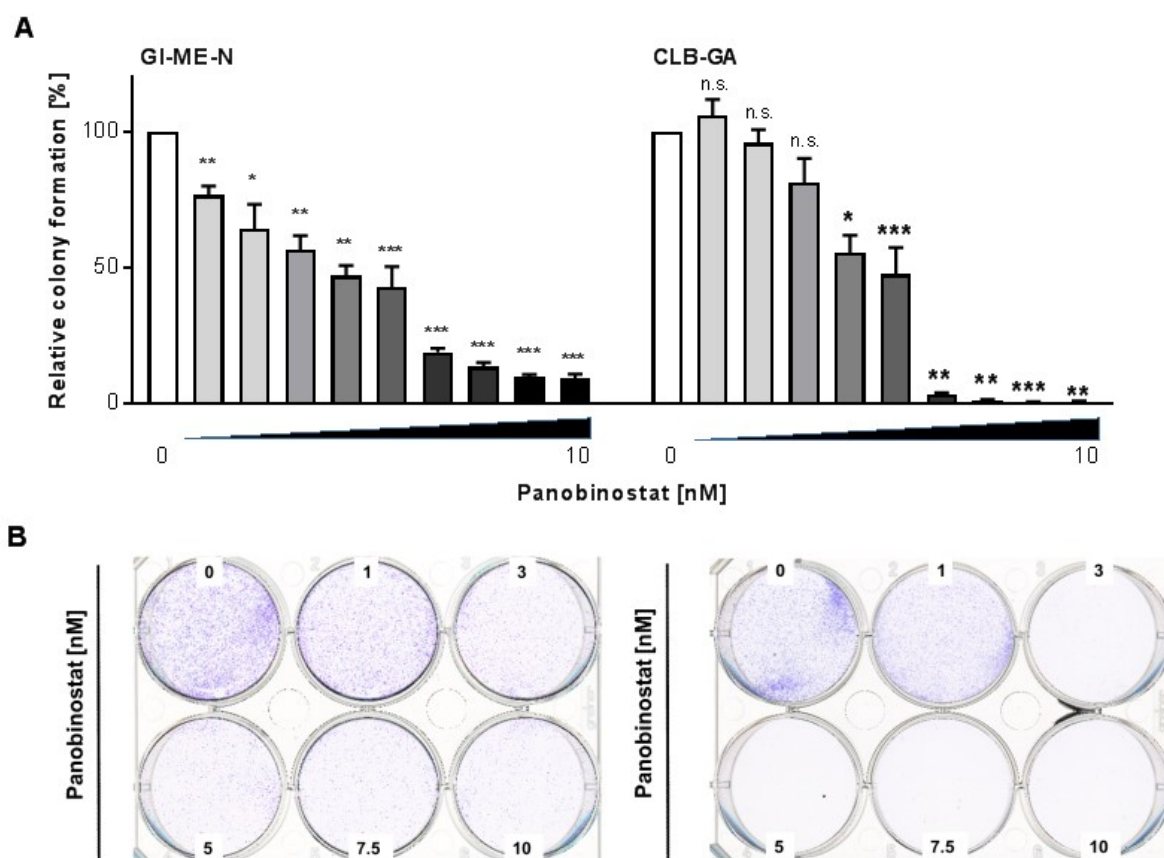 A
GI-ME-N
CLB-GA
Relative colony formation [%]
100
50
0
** * ** ** *** *** *** *** ***
n.s. n.s. n.s. * *** ** ** *** **
0 10 0 10
Panobinostat [nM]
B
Panobinostat [nM]
0 1 3
5 7.5 10
Panobinostat [nM]
0 1 3
5 7.5 10